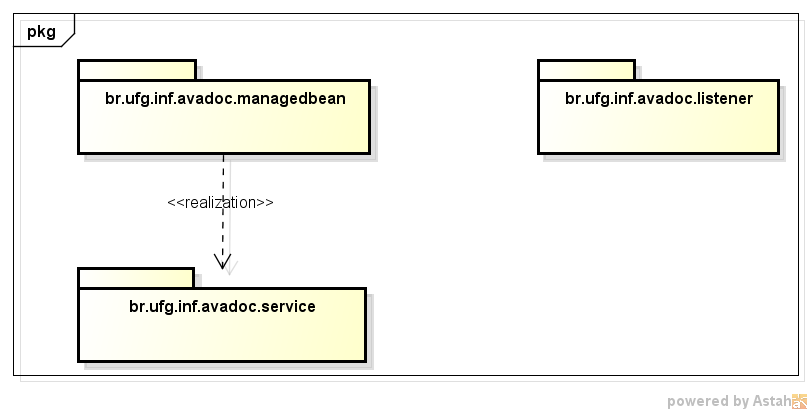 pkg
br.ufg.inf.avadoc.managedbean
br.ufg.inf.avadoc.listener
<<realization>>
br.ufg.inf.avadoc.service
powered by Astah